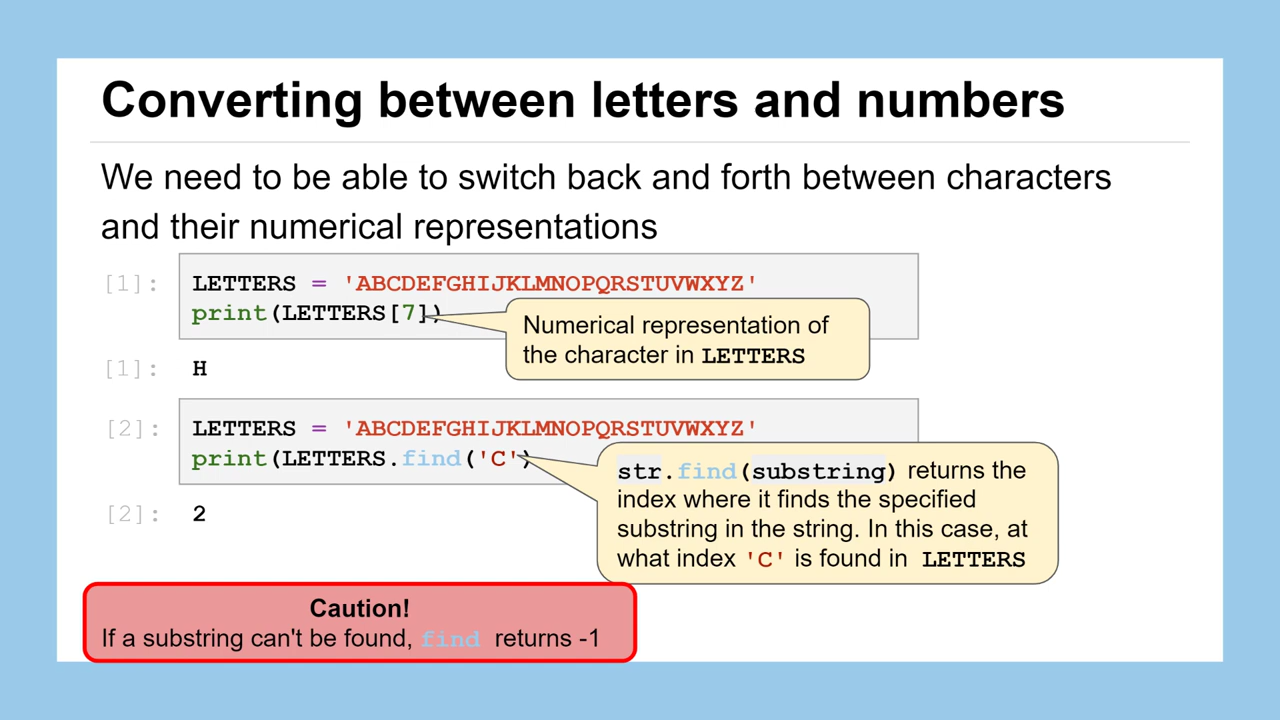 Converting between letters and numbers
We need to be able to switch back and forth between characters
and their numerical representations
[1]: LETTERS = 'ABCDEFGHIJKLMNOPQRSTUVWXYZ'
print(LETTERS[7])
Numerical representation of
the character in LETTERS
[1]: H
[2]: LETTERS = 'ABCDEFGHIJKLMNOPQRSTUVWXYZ'
print(LETTERS.find('C')
str.find(substring) returns the
index where it finds the specified
substring in the string. In this case, at
what index 'C' is found in LETTERS
[2]: 2
Caution!
If a substring can't be found, find returns -1